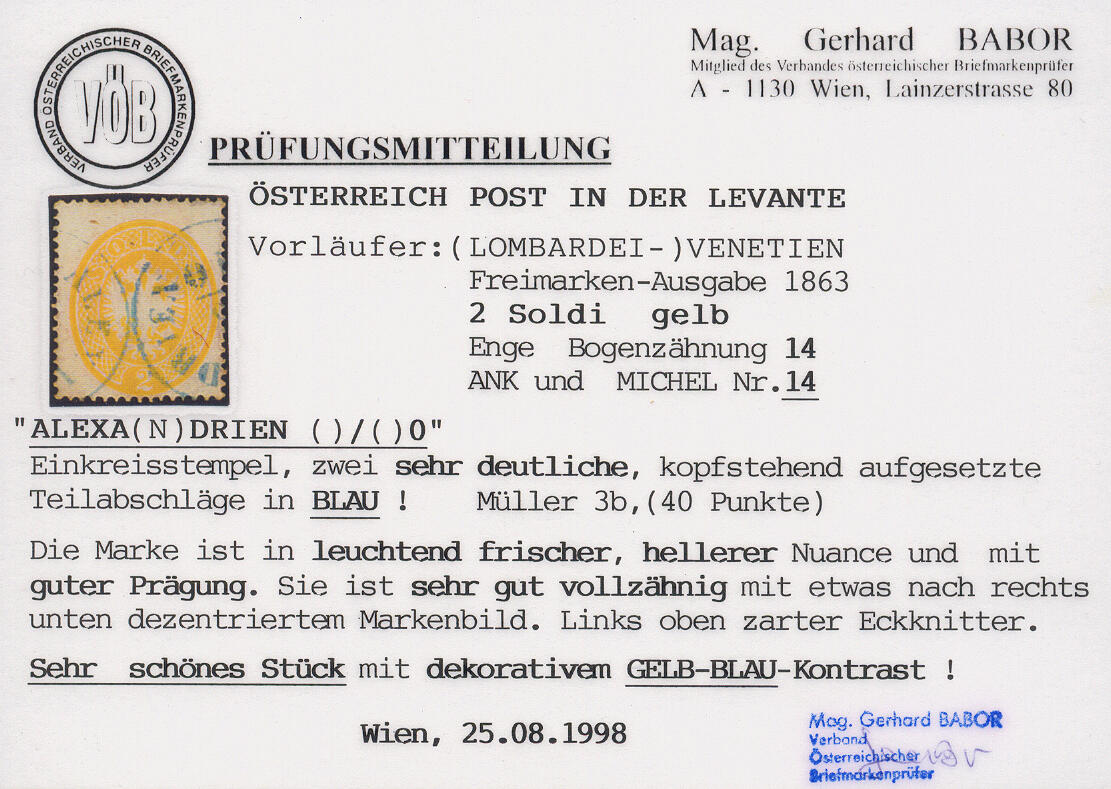 VERBAND ÖSTERREICHISCHER BRIEFMARKENPRÜFER
VÖB
Mag. Gerhard BABOR
Mitglied des Verbandes österreichischer Briefmarkenprüfer
A - 1130 Wien, Lainzerstrasse 80
PRÜFUNGSMITTEILUNG
ÖSTERREICH POST IN DER LEVANTE
Vorläufer:(LOMBARDEI-)VENETIEN
Freimarken-Ausgabe 1863
2 Soldi gelb
Enge Bogenzähnung 14
ANK und MICHEL Nr.14
"ALEXA(N)DRIEN ()/()0"
Einkreisstempel, zwei sehr deutliche, kopfstehend aufgesetzte
Teilabschläge in BLAU ! Müller 3b,(40 Punkte)
Die Marke ist in leuchtend frischer, hellerer Nuance und mit
guter Prägung. Sie ist sehr gut vollzähnig mit etwas nach rechts
unten dezentriertem Markenbild. Links oben zarter Eckknitter.
Sehr schönes Stück mit dekorativem GELB-BLAU-Kontrast !
Wien, 25.08.1998
Mag. Gerhard BABOR
Verband
Österreichischer
Briefmarkenprüfer